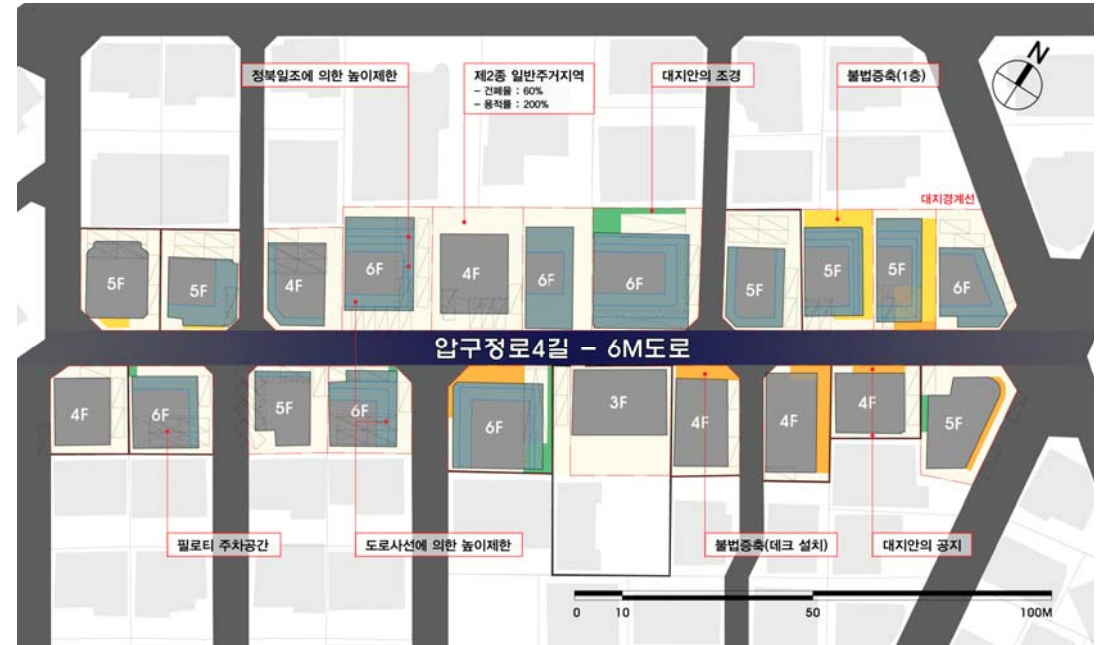 N
정북일조에 의한 높이제한
제2종 일반주거지역
- 건폐율 : 60%
- 용적률 : 200%
대지안의 조경
불법증축(1층)
대지경계선
5F
5F
4F
6F
4F
6F
6F
5F
5F
5F
6F
압구정로4길 - 6M도로
4F
6F
5F
6F
6F
3F
4F
4F
4F
5F
필로티 주차공간
도로사선에 의한 높이제한
불법증축(데크 설치)
대지안의 공지
0 10 50 100M